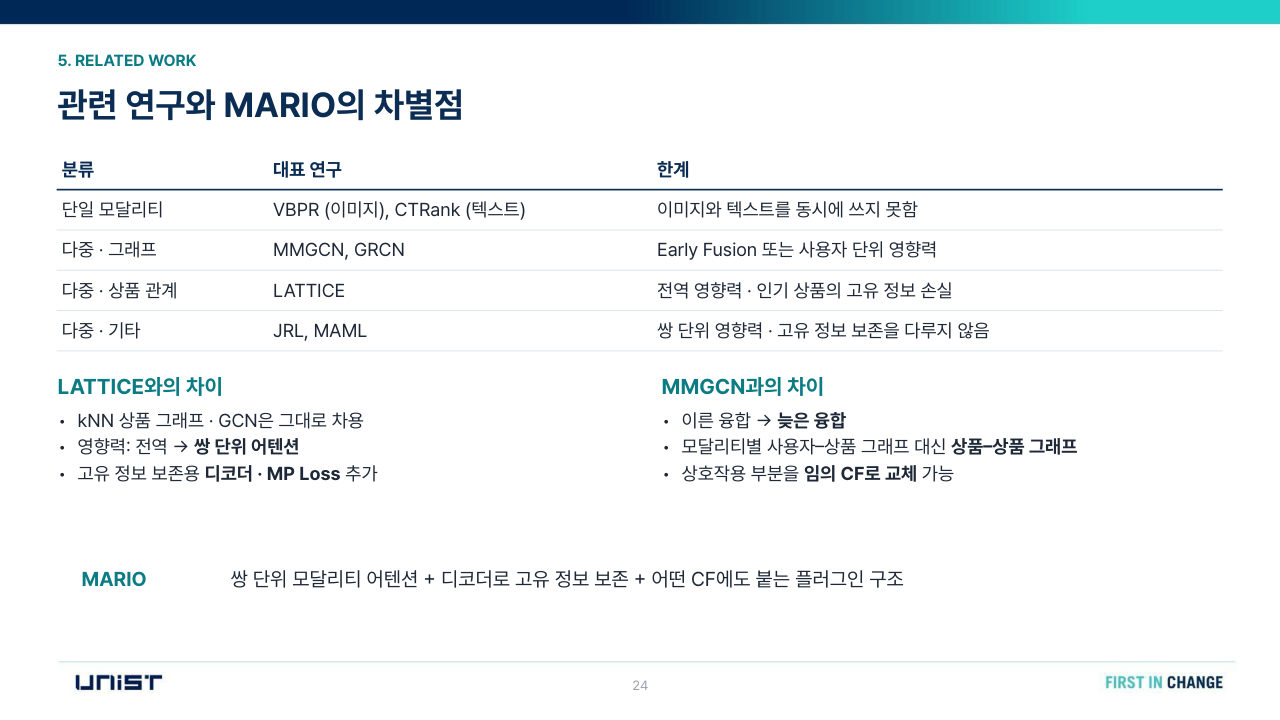 5. RELATED WORK
관련 연구와 MARIO의 차별점
분류 대표 연구 한계
단일 모달리티 VBPR (이미지), CTRank (텍스트) 이미지와 텍스트를 동시에 쓰지 못함
다중 · 그래프 MMGCN, GRCN Early Fusion 또는 사용자 단위 영향력
다중 · 상품 관계 LATTICE 전역 영향력 · 인기 상품의 고유 정보 손실
다중 · 기타 JRL, MAML 쌍 단위 영향력 · 고유 정보 보존을 다루지 않음
LATTICE와의 차이
• kNN 상품 그래프 · GCN은 그대로 차용
• 영향력: 전역 → 쌍 단위 어텐션
• 고유 정보 보존용 디코더 · MP Loss 추가
MMGCN과의 차이
• 이른 융합 → 늦은 융합
• 모달리티별 사용자–상품 그래프 대신 상품–상품 그래프
• 상호작용 부분을 임의 CF로 교체 가능
MARIO 쌍 단위 모달리티 어텐션 + 디코더로 고유 정보 보존 + 어떤 CF에도 붙는 플러그인 구조
UNIST 24 FIRST IN CHANGE